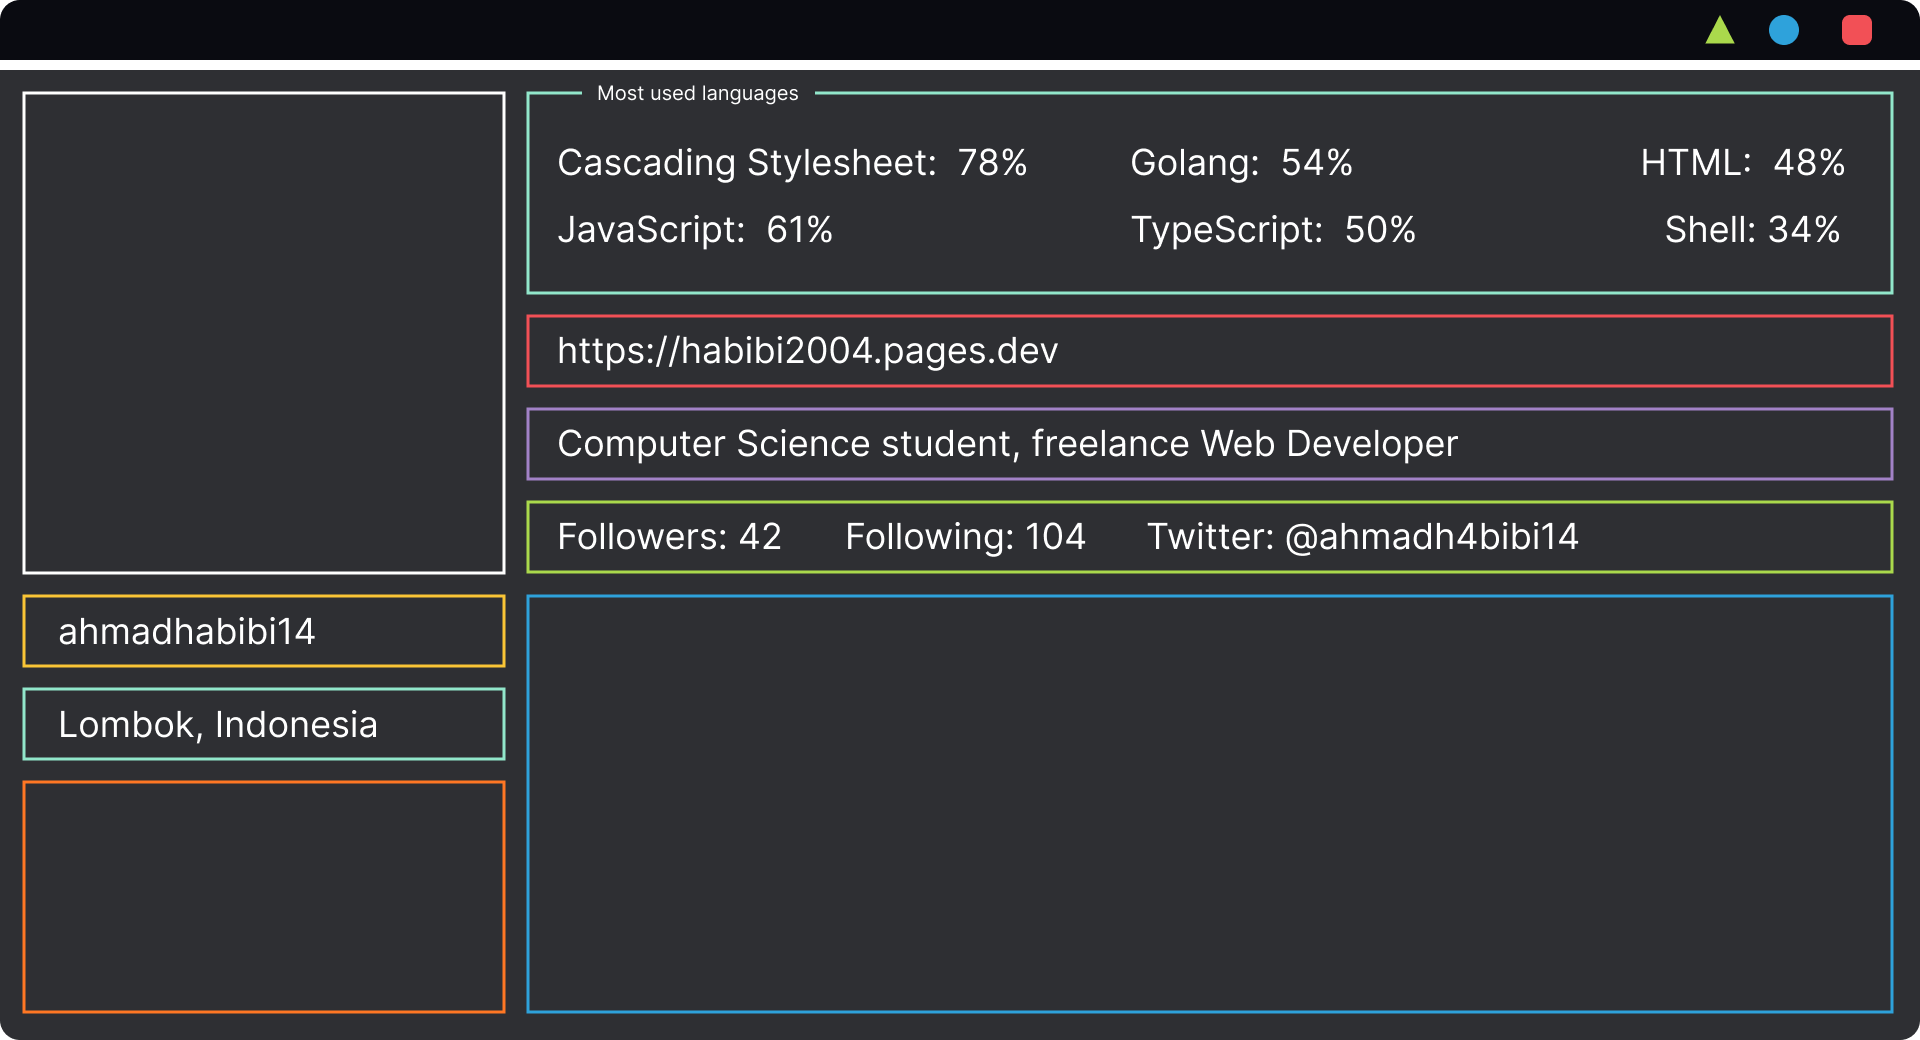 Most used languages
Cascading Stylesheet: 78% Golang: 54% HTML: 48%
JavaScript: 61% TypeScript: 50% Shell: 34%
https://habibi2004.pages.dev
Computer Science student, freelance Web Developer
Followers: 42 Following: 104 Twitter: @ahmadh4bibi14
ahmadhabibi14
Lombok, Indonesia